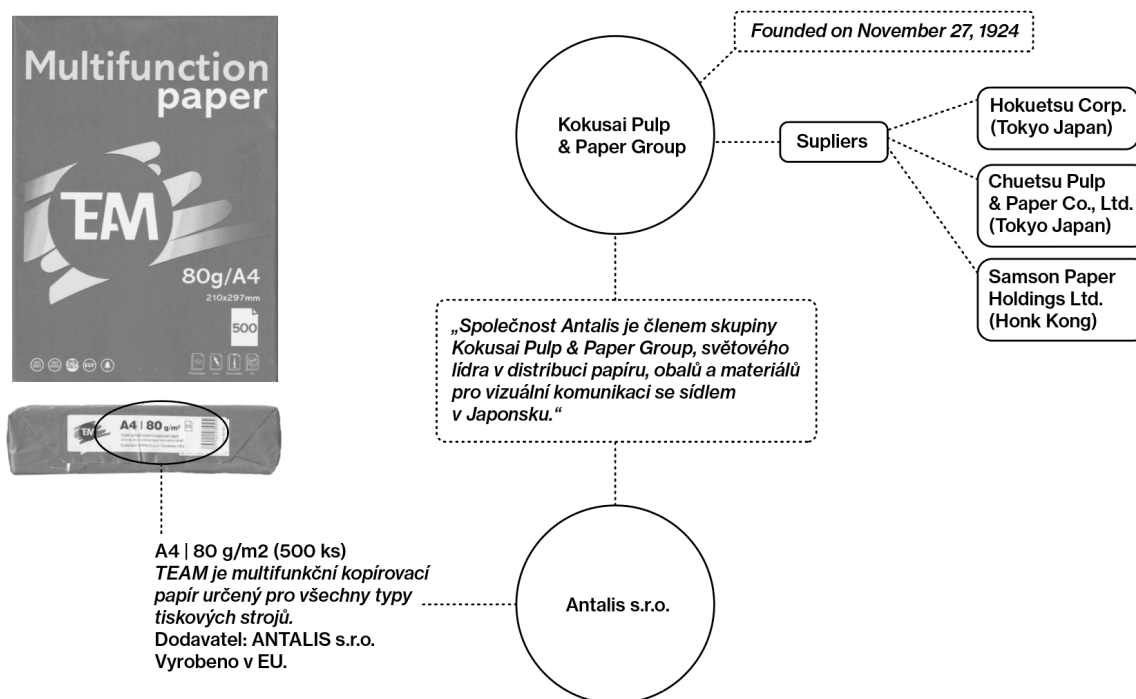 Multifunction
paper
TEAM
80g/A4
210x297mm
500
TEAM
A4 | 80 g/m²
A4 | 80 g/m2 (500 ks)
TEAM je multifunkční kopírovací
papír určený pro všechny typy
tiskových strojů.
Dodavatel: ANTALIS s.r.o.
Vyrobeno v EU.
Founded on November 27, 1924
Kokusai Pulp
& Paper Group
Supliers
Hokuetsu Corp.
(Tokyo Japan)
Chuetsu Pulp
& Paper Co., Ltd.
(Tokyo Japan)
Samson Paper
Holdings Ltd.
(Honk Kong)
„Společnost Antalis je členem skupiny
Kokusai Pulp & Paper Group, světového
lídra v distribuci papíru, obalů a materiálů
pro vizuální komunikaci se sídlem
v Japonsku.“
Antalis s.r.o.